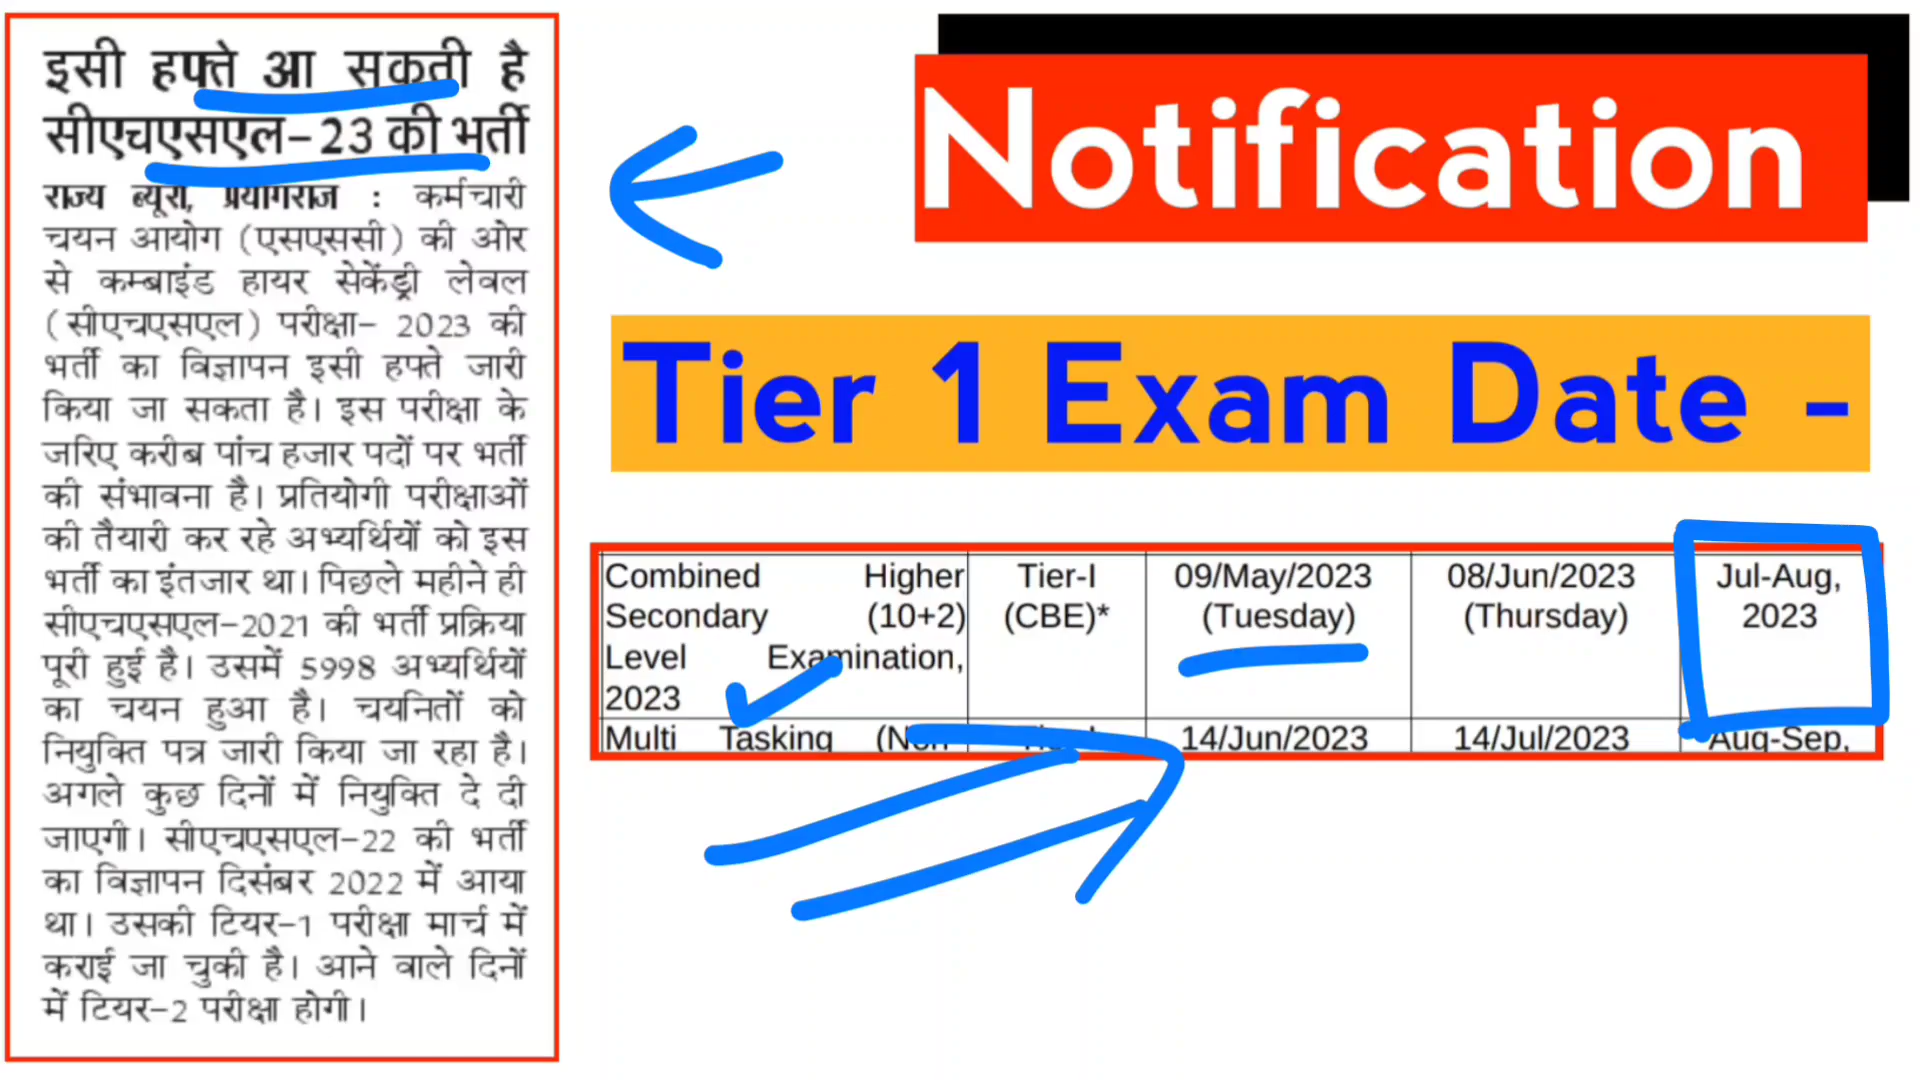 इसी हफ्ते आ सकती है
सीएचएसएल-23 की भर्ती
राज्य ब्यूरो, प्रयागराज : कर्मचारी
चयन आयोग (एसएससी) की ओर
से कम्बाइंड हायर सेकेंड्री लेवल
(सीएचएसएल) परीक्षा- 2023 की
भर्ती का विज्ञापन इसी हफ्ते जारी
किया जा सकता है। इस परीक्षा के
जरिए करीब पांच हजार पदों पर भर्ती
की संभावना है। प्रतियोगी परीक्षाओं
की तैयारी कर रहे अभ्यर्थियों को इस
भर्ती का इंतजार था। पिछले महीने ही
सीएचएसएल-2021 की भर्ती प्रक्रिया
पूरी हुई है। उसमें 5998 अभ्यर्थियों
का चयन हुआ है। चयनितों को
नियुक्ति पत्र जारी किया जा रहा है।
अगले कुछ दिनों में नियुक्ति दे दी
जाएगी। सीएचएसएल-22 की भर्ती
का विज्ञापन दिसंबर 2022 में आया
था। उसकी टियर-1 परीक्षा मार्च में
कराई जा चुकी है। आने वाले दिनों
में टियर-2 परीक्षा होगी।
Notification
Tier 1 Exam Date -
Combined Higher
Secondary (10+2)
Level Examination,
2023
Tier-I
(CBE)*
09/May/2023
(Tuesday)
08/Jun/2023
(Thursday)
Jul-Aug,
2023
Multi Tasking (Non-
Tier-I
14/Jun/2023
14/Jul/2023
Aug-Sep,